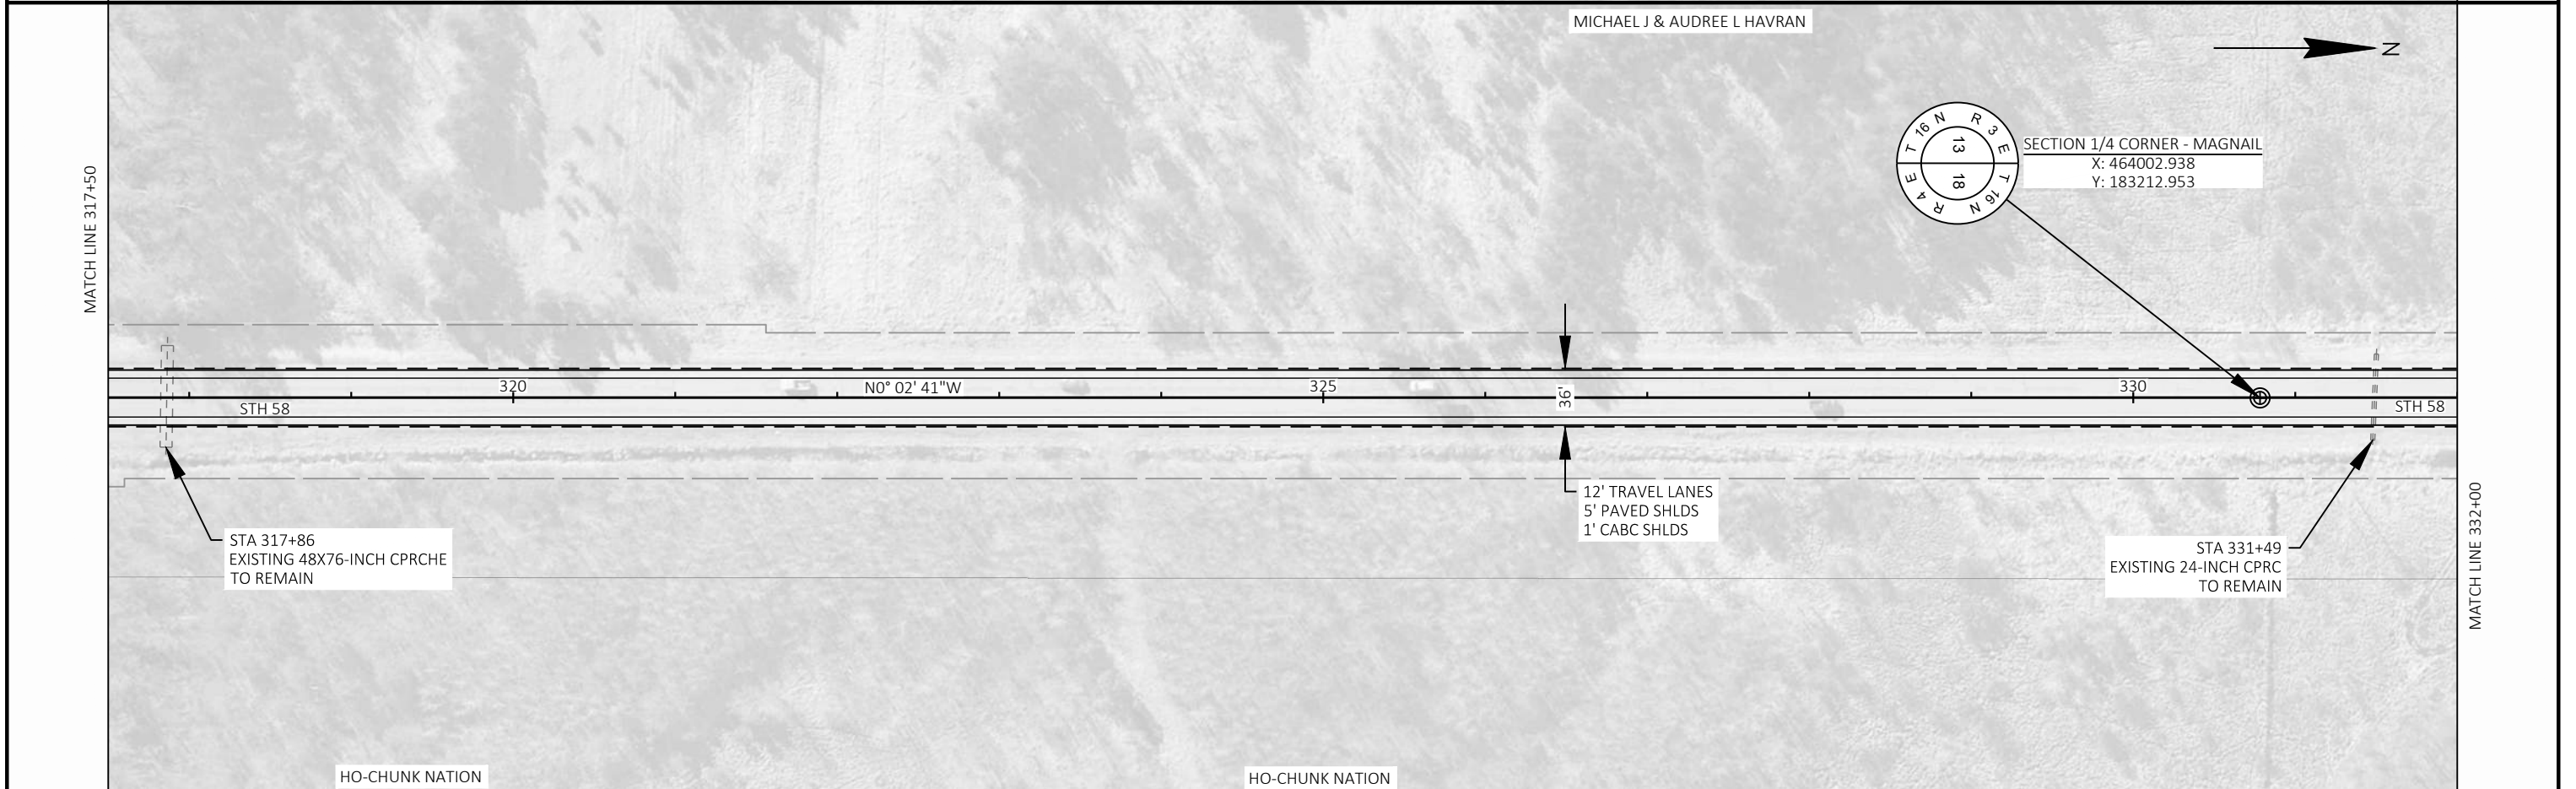 MICHAEL J & AUDREE L HAVRAN
N
MATCH LINE 317+50
T 16 N R 3 E
13
18
T 16 N R 4 E
SECTION 1/4 CORNER - MAGNAIL
X: 464002.938
Y: 183212.953
320
N0° 02' 41"W
325
36'
330
STH 58
STH 58
12' TRAVEL LANES
5' PAVED SHLDS
1' CABC SHLDS
STA 317+86
EXISTING 48X76-INCH CPRCHE
TO REMAIN
STA 331+49
EXISTING 24-INCH CPRC
TO REMAIN
MATCH LINE 332+00
HO-CHUNK NATION
HO-CHUNK NATION